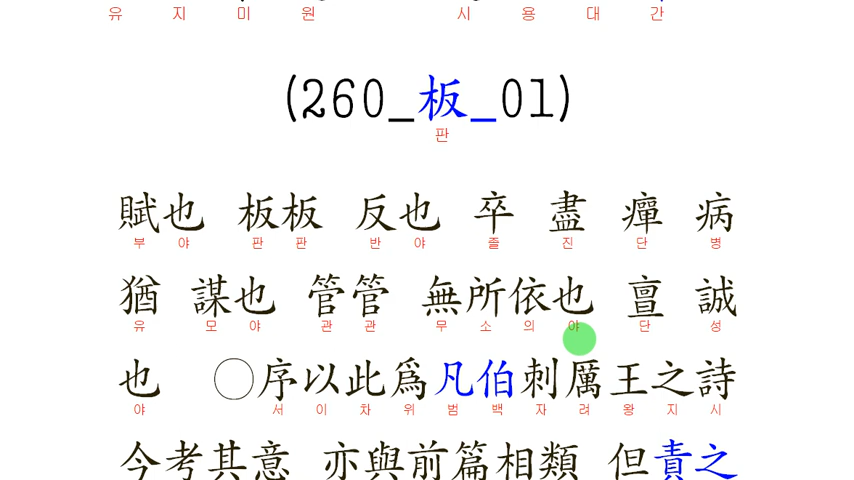 유 지 미 원 시 용 대 간
(260_板_01)
판
賦也 板板 反也 卒 盡 癉 病
부 야 판 판 반 야 졸 진 단 병
猶 謀也 管管 無所依也 亶 誠
유 모 야 관 관 무 소 의 야 단 성
也 ○序以此爲凡伯刺厲王之詩
야 서 이 차 위 범 백 자 려 왕 지 시
今考其意 亦與前篇相類 但責之